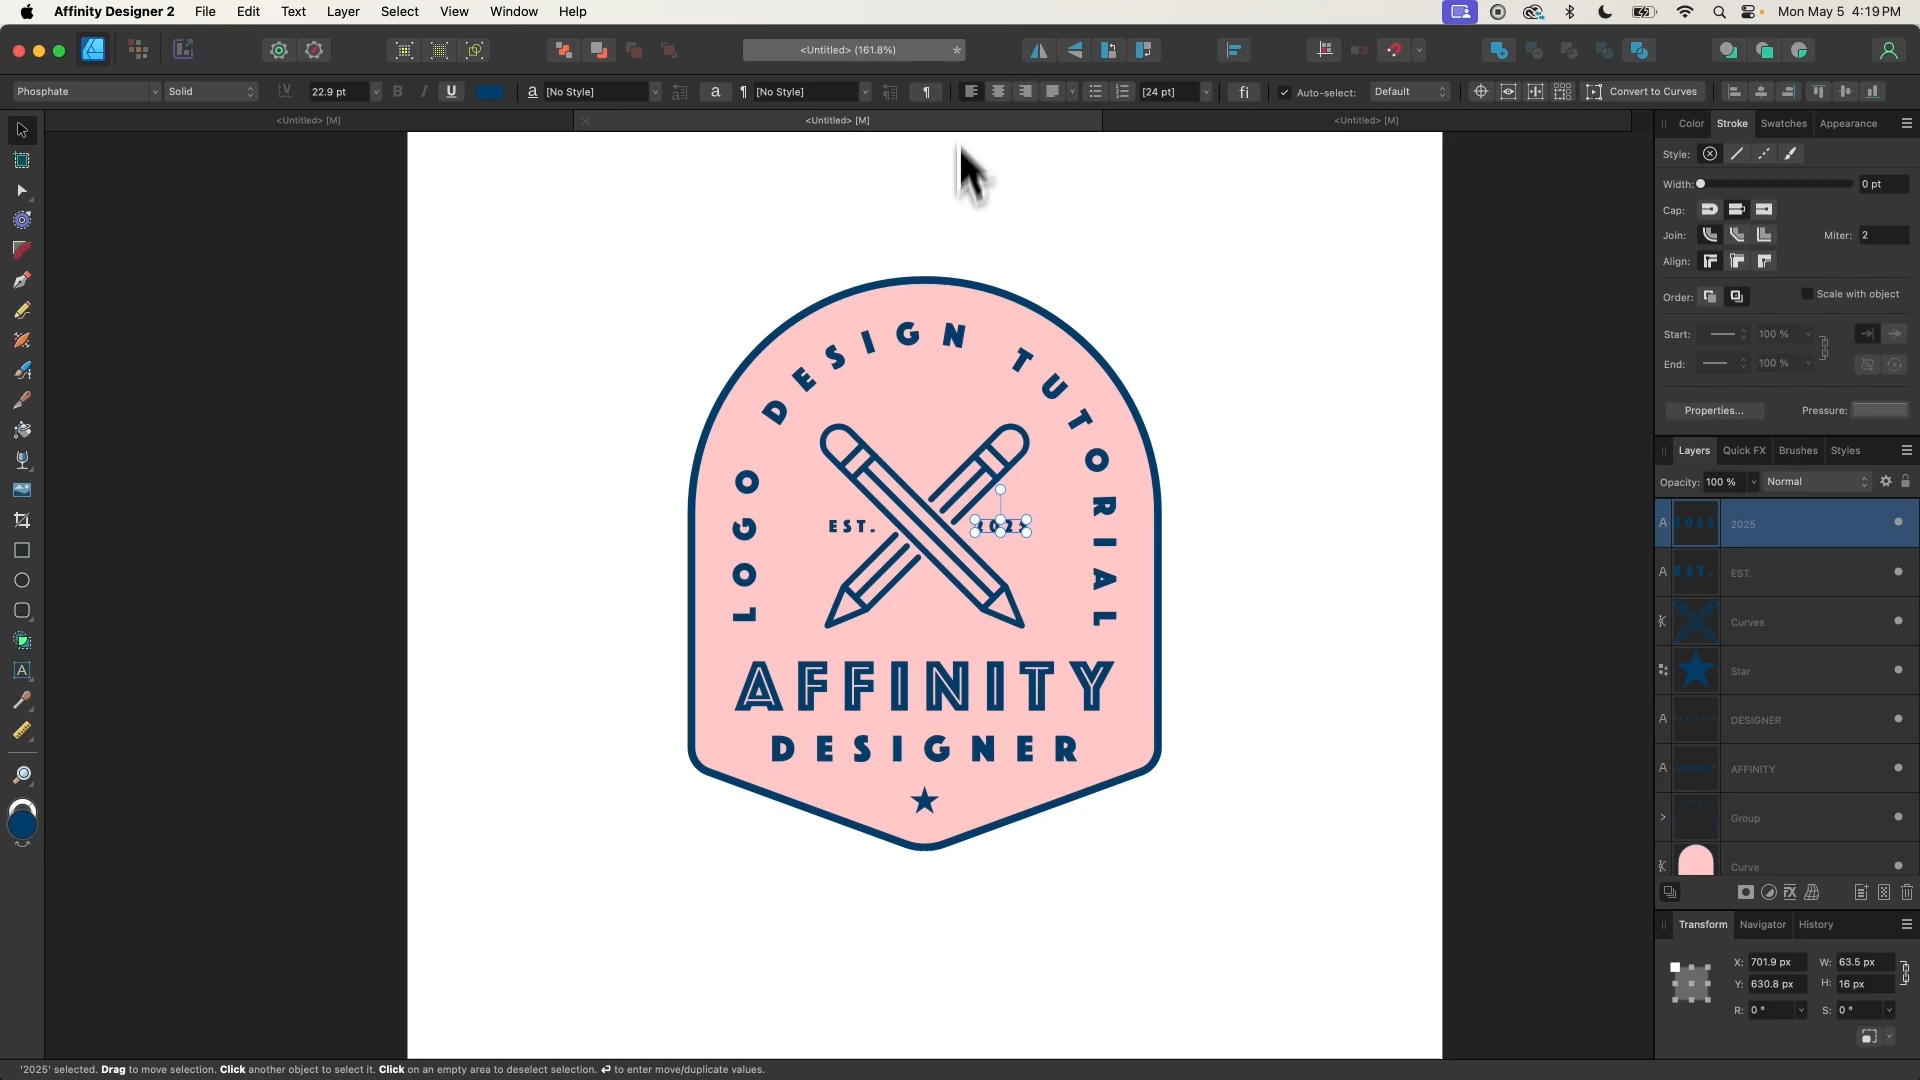 Affinity Designer 2 File Edit Text Layer Select View Window Help Mon May 5 4:19 PM
<Untitled> (161.8%) *
Phosphate Solid 22.9 pt B I U a [No Style] a ¶ [No Style] ¶ [24 pt] fi Auto-select: Default Convert to Curves
<Untitled> [M] <Untitled> [M] <Untitled> [M]
Color Stroke Swatches Appearance
Style:
Width: 0 pt
Cap:
Join: Miter: 2
Align:
Order: Scale with object
Start: 100 %
End: 100 %
Properties... Pressure:
LOGO DESIGN TUTORIAL
EST. 2025
AFFINITY
DESIGNER
Layers Quick FX Brushes Styles
Opacity: 100 % Normal
A 2025 2025
A EST. EST.
Curves
Star
A DESIGNER
A AFFINITY
Group
Curve
Transform Navigator History
X: 701.9 px W: 63.5 px
Y: 630.8 px H: 16 px
R: 0 ° S: 0 °
'2025' selected. Drag to move selection. Click another object to select it. Click on an empty area to deselect selection. ⏎ to enter move/duplicate values.